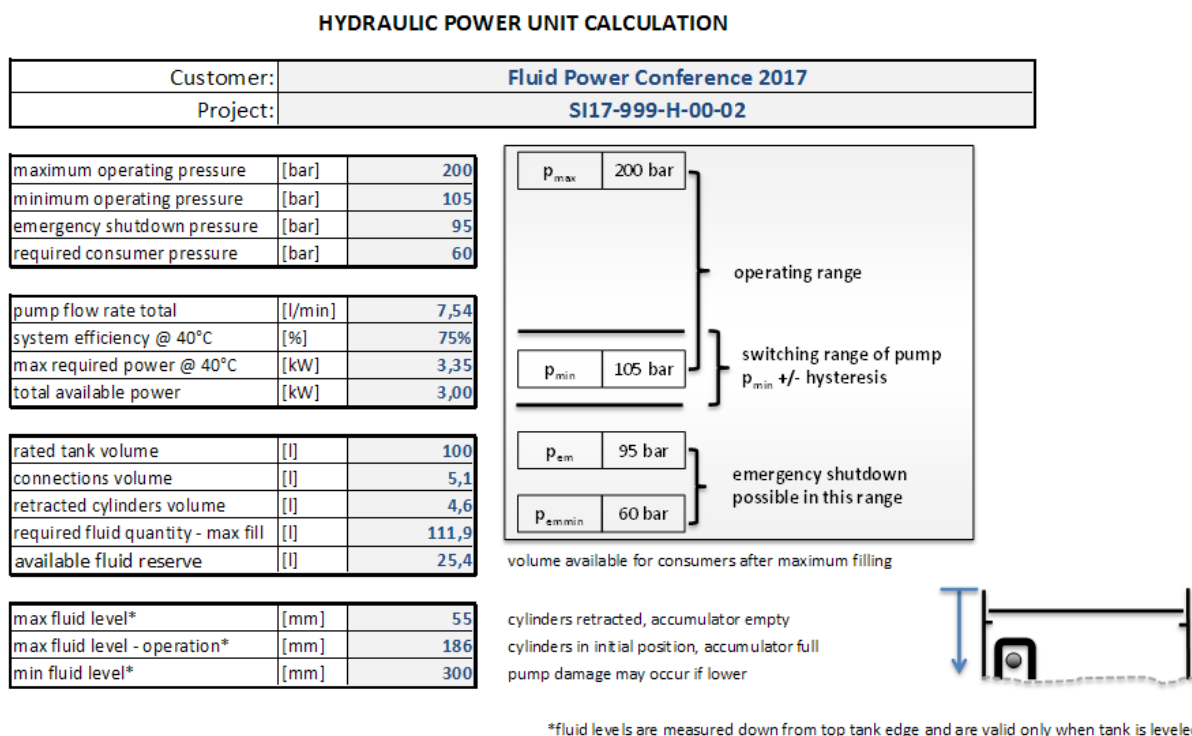 HYDRAULIC POWER UNIT CALCULATION
Customer: Fluid Power Conference 2017
Project: SI17-999-H-00-02
maximum operating pressure [bar] 200
minimum operating pressure [bar] 105
emergency shutdown pressure [bar] 95
required consumer pressure [bar] 60
pump flow rate total [l/min] 7,54
system efficiency @ 40°C [%] 75%
max required power @ 40°C [kW] 3,35
total available power [kW] 3,00
rated tank volume [l] 100
connections volume [l] 5,1
retracted cylinders volume [l] 4,6
required fluid quantity - max fill [l] 111,9
available fluid reserve [l] 25,4
pmax 200 bar
operating range
pmin 105 bar
switching range of pump
pmin +/- hysteresis
pem 95 bar
emergency shutdown
possible in this range
pemmin 60 bar
volume available for consumers after maximum filling
max fluid level* [mm] 55 cylinders retracted, accumulator empty
max fluid level - operation* [mm] 186 cylinders in initial position, accumulator full
min fluid level* [mm] 300 pump damage may occur if lower
*fluid levels are measured down from top tank edge and are valid only when tank is leveled